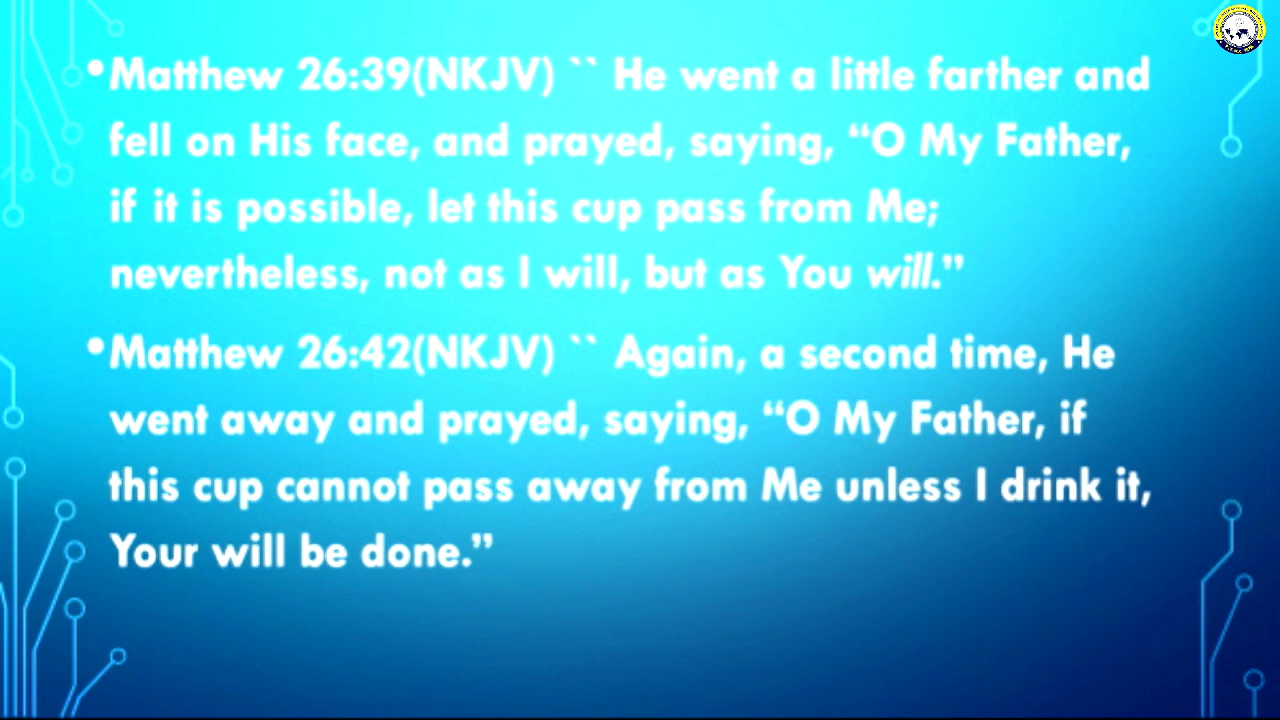 •Matthew 26:39(NKJV) `` He went a little farther and
fell on His face, and prayed, saying, “O My Father,
if it is possible, let this cup pass from Me;
nevertheless, not as I will, but as You will.”
•Matthew 26:42(NKJV) `` Again, a second time, He
went away and prayed, saying, “O My Father, if
this cup cannot pass away from Me unless I drink it,
Your will be done.”